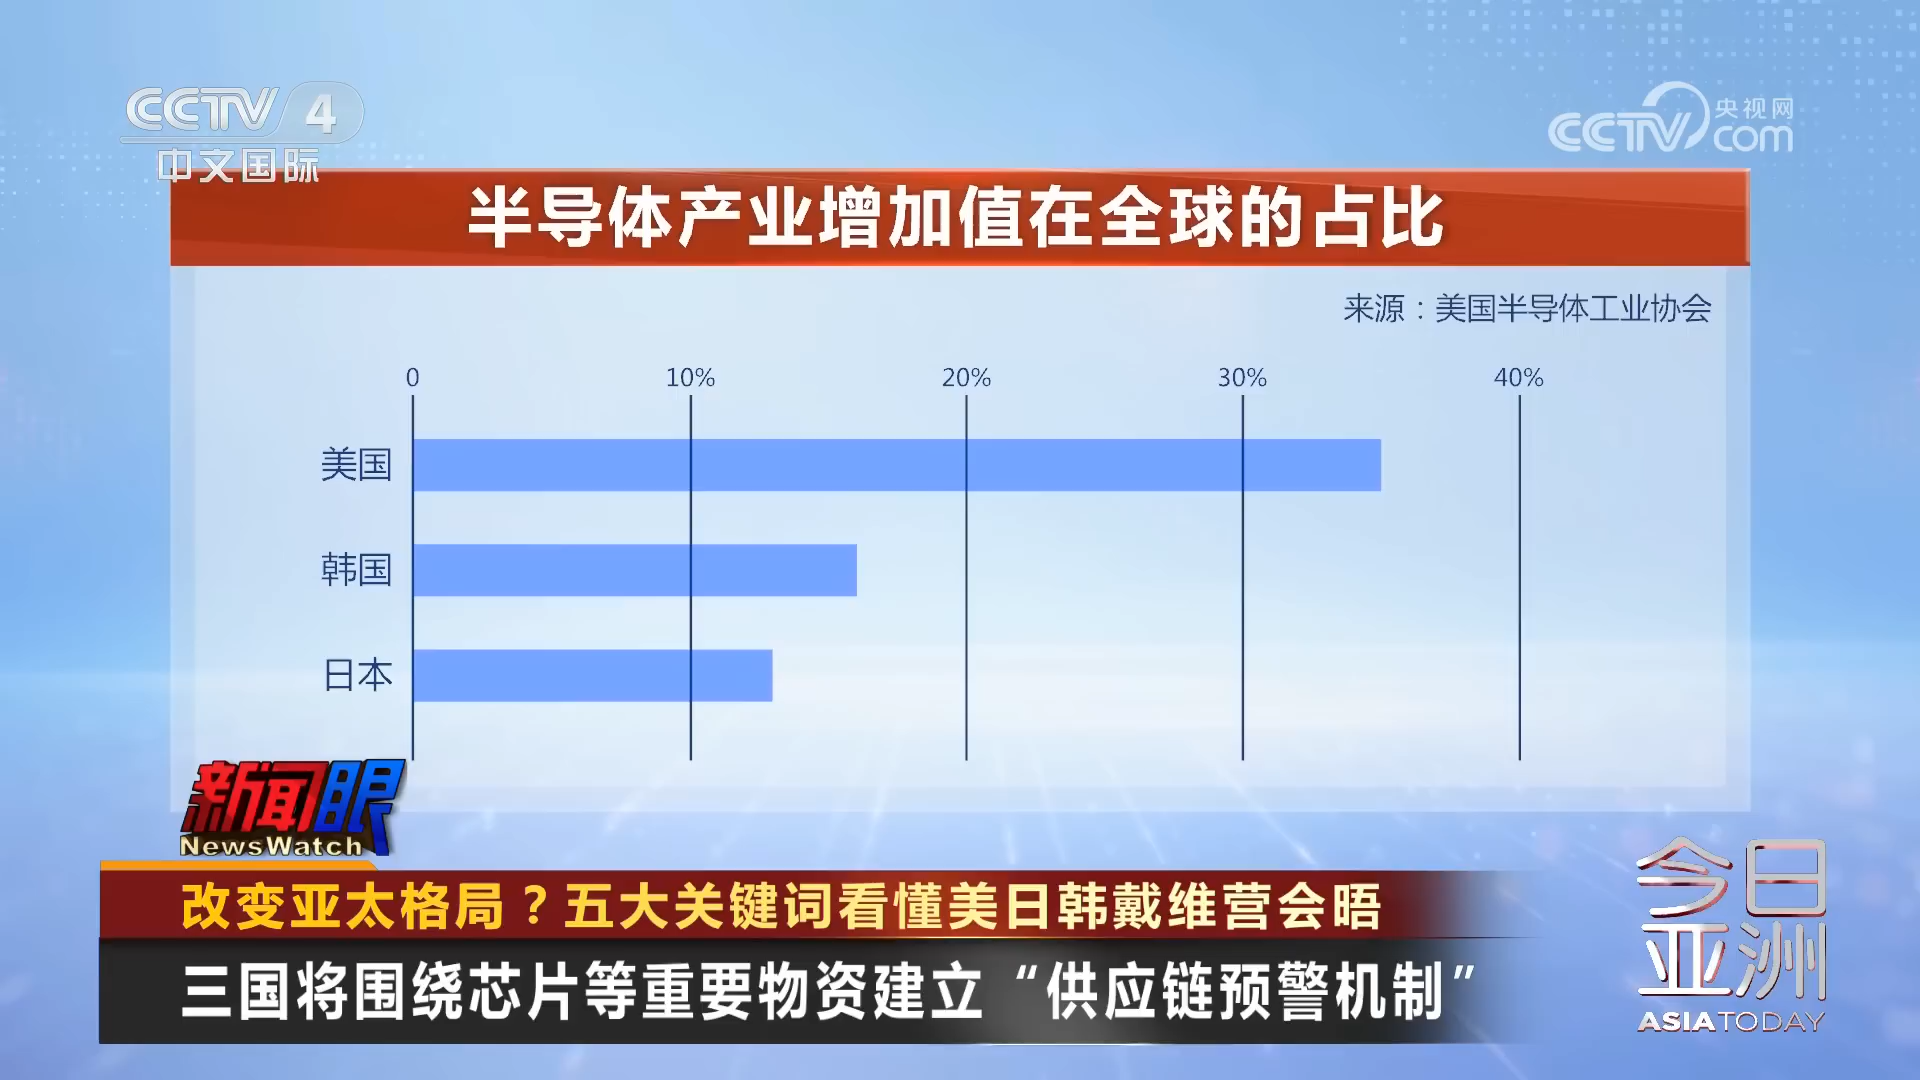 CCTV 4
中文国际
央视网
CCTV.com
半导体产业增加值在全球的占比
来源：美国半导体工业协会
0 10% 20% 30% 40%
美国
韩国
日本
新闻眼
NewsWatch
改变亚太格局？五大关键词看懂美日韩戴维营会晤
三国将围绕芯片等重要物资建立“供应链预警机制”
今日
亚洲
ASIA TODAY